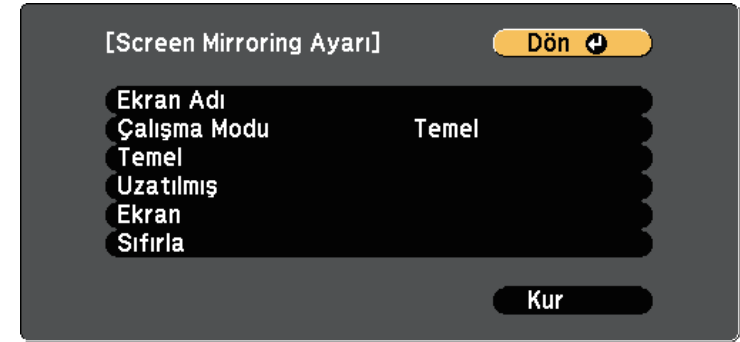 [Screen Mirroring Ayarı] Dön
Ekran Adı
Çalışma Modu Temel
Temel
Uzatılmış
Ekran
Sıfırla
Kur